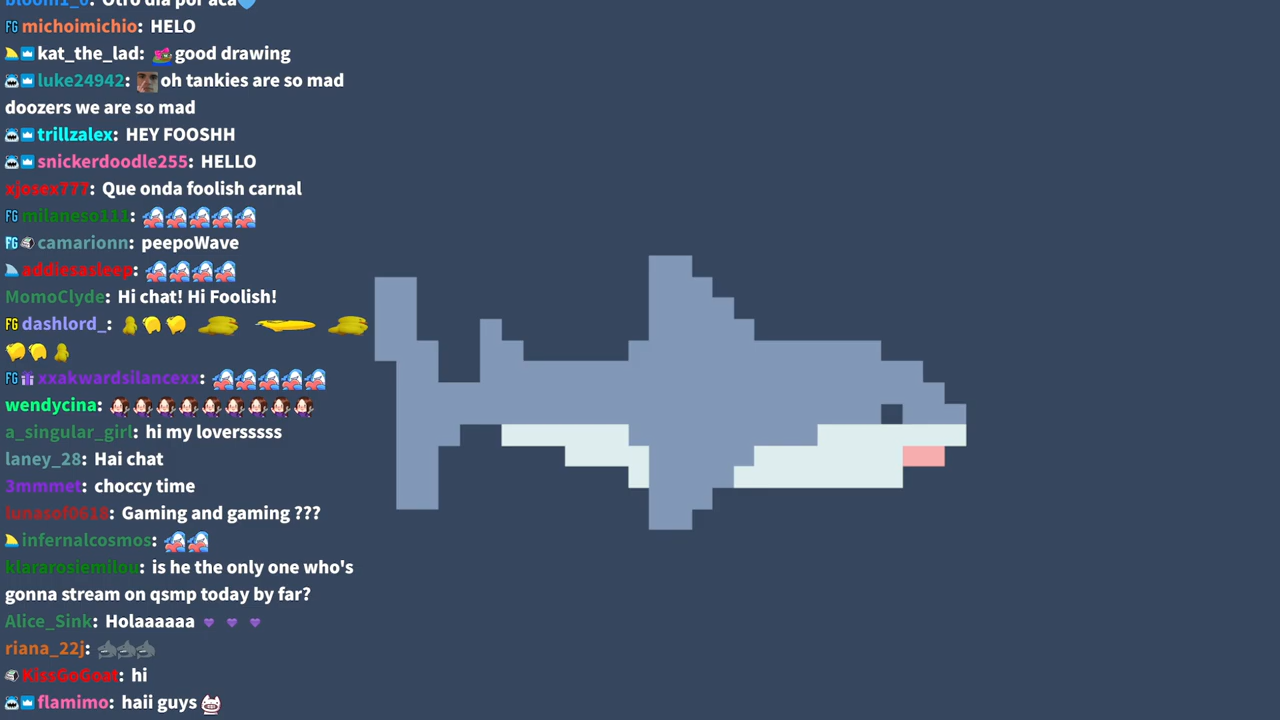 bloom1_0: Otro dia por aca
FG michoimichio: HELO
kat_the_lad: good drawing
luke24942: oh tankies are so mad
doozers we are so mad
trillzalex: HEY FOOSHH
snickerdoodle255: HELLO
xjosex777: Que onda foolish carnal
FG milaneso111:
FG camarionn: peepoWave
addiesasleep:
MomoClyde: Hi chat! Hi Foolish!
FG dashlord_:
FG xxakwardsilancexx:
wendycina:
a_singular_girl: hi my loversssss
laney_28: Hai chat
3mmmet: choccy time
lunasof0618: Gaming and gaming ???
infernalcosmos:
klararosiemilou: is he the only one who's
gonna stream on qsmp today by far?
Alice_Sink: Holaaaaaa
riana_22j:
KissGoGoat: hi
flamimo: haii guys